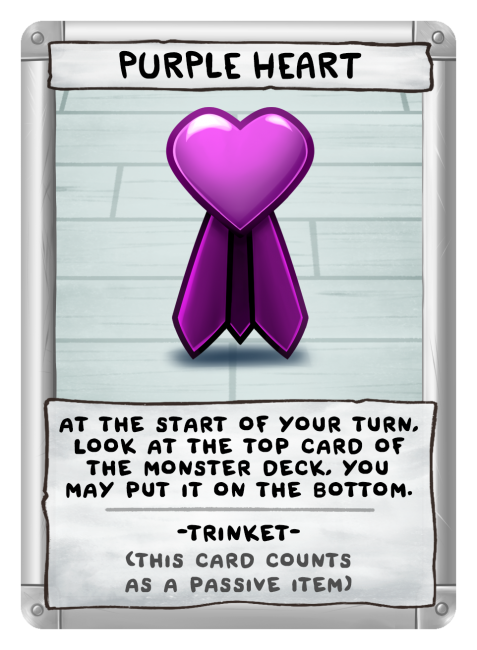 PURPLE HEART
AT THE START OF YOUR TURN,
LOOK AT THE TOP CARD OF
THE MONSTER DECK. YOU
MAY PUT IT ON THE BOTTOM.
-TRINKET-
(THIS CARD COUNTS
AS A PASSIVE ITEM)